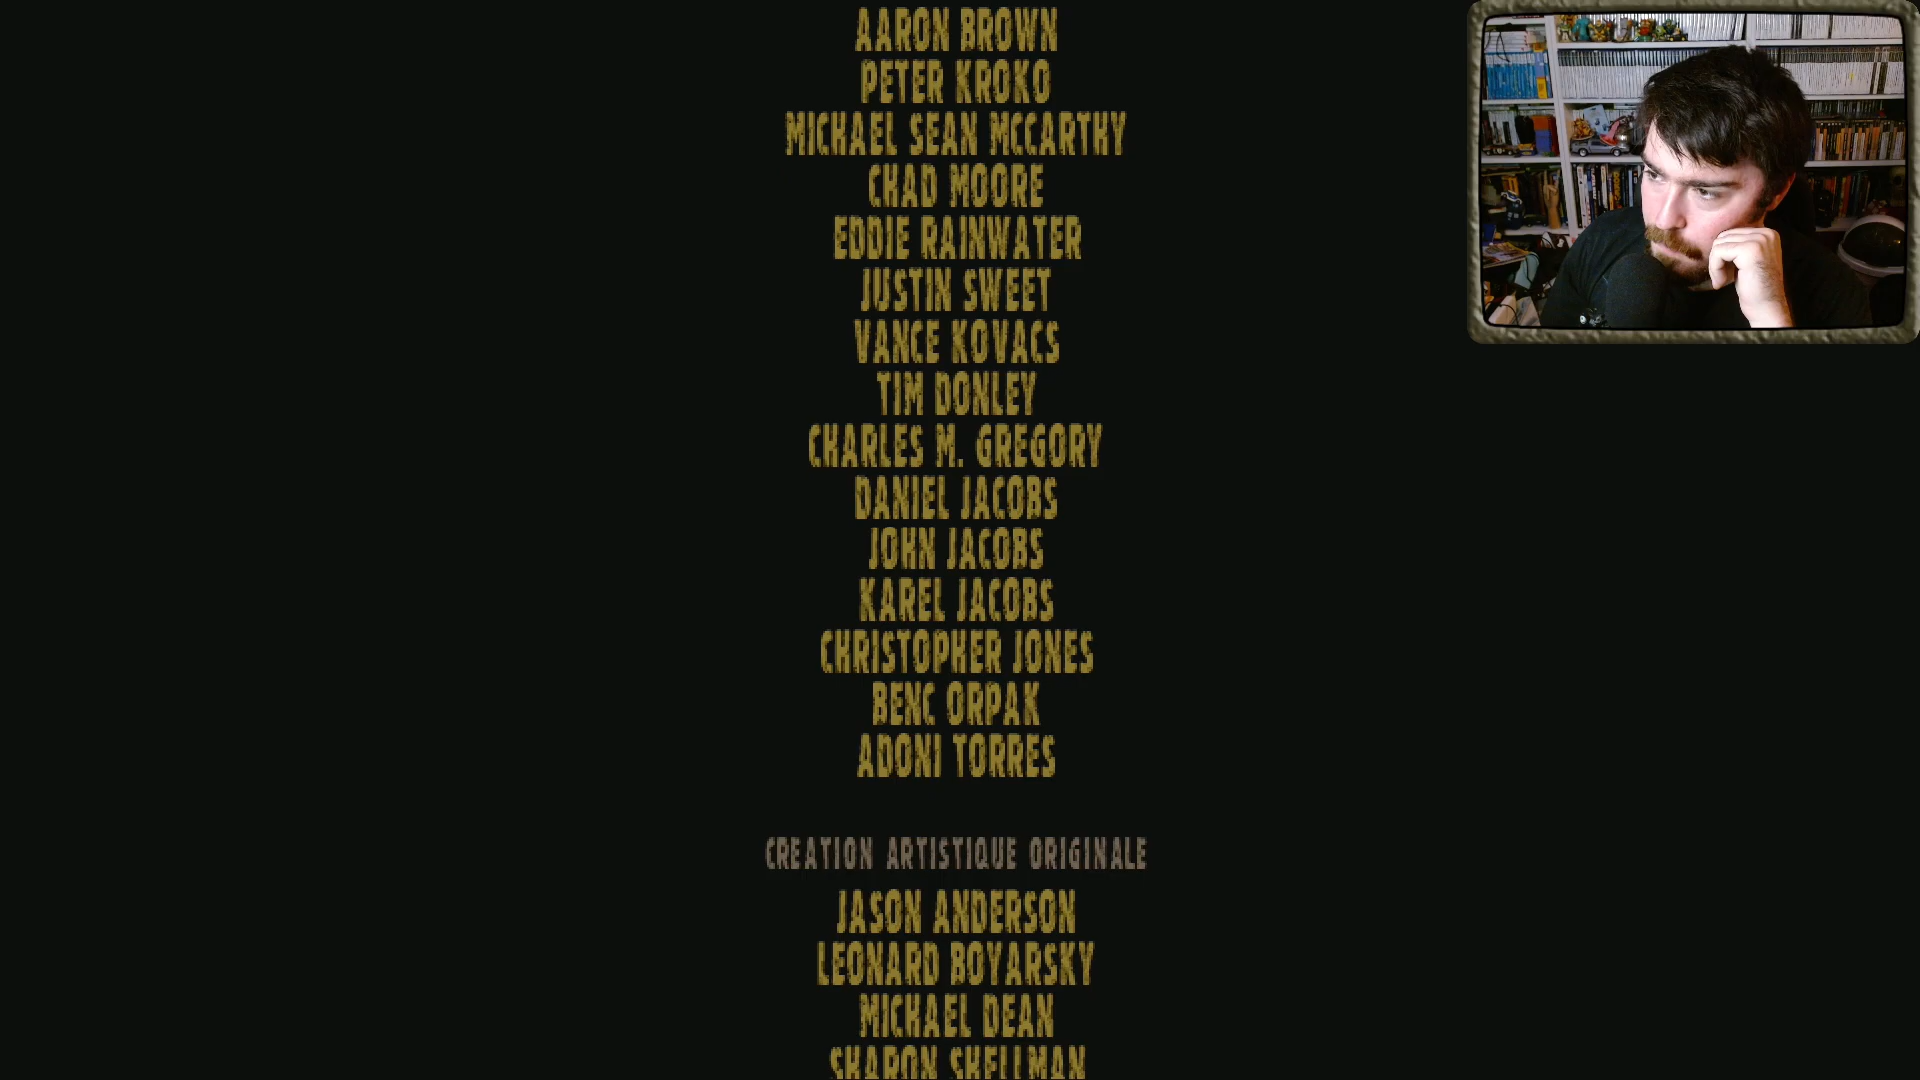 AARON BROWN
PETER KROKO
MICHAEL SEAN MCCARTHY
CHAD MOORE
EDDIE RAINWATER
JUSTIN SWEET
VANCE KOVACS
TIM DONLEY
CHARLES M. GREGORY
DANIEL JACOBS
JOHN JACOBS
KAREL JACOBS
CHRISTOPHER JONES
BENC ORPAK
ADONI TORRES
CREATION ARTISTIQUE ORIGINALE
JASON ANDERSON
LEONARD BOYARSKY
MICHAEL DEAN
SHARON SHELLMAN